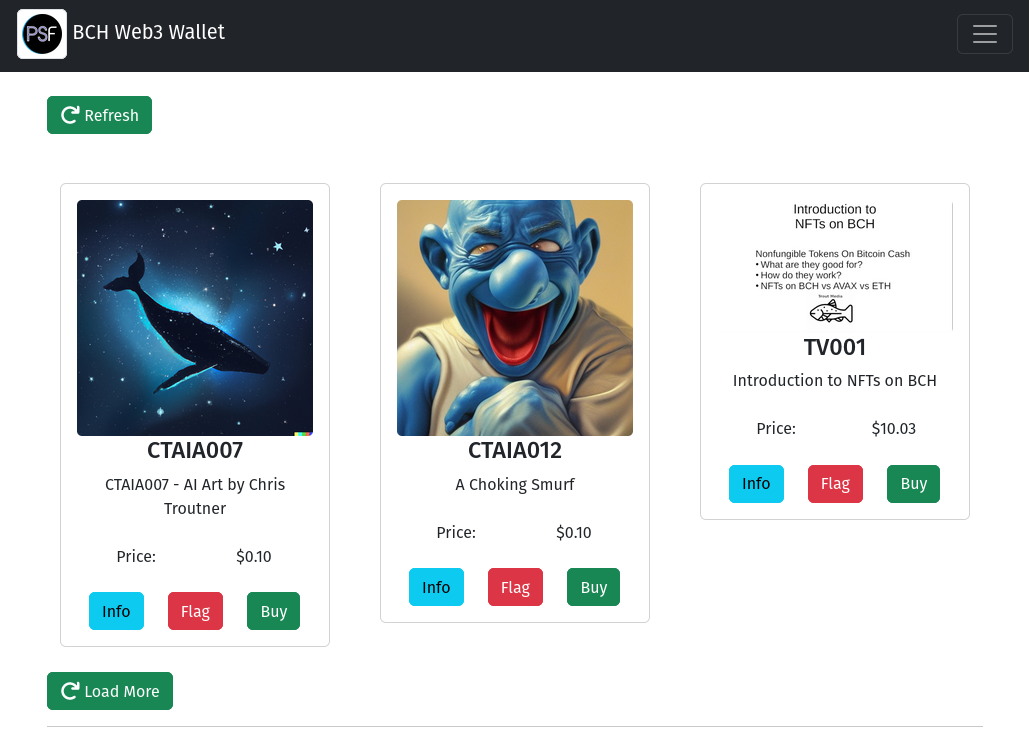 PSF BCH Web3 Wallet
Refresh
CTAIA007
CTAIA007 - AI Art by Chris
Troutner
Price: $0.10
Info Flag Buy
CTAIA012
A Choking Smurf
Price: $0.10
Info Flag Buy
Introduction to
NFTs on BCH
Nonfungible Tokens On Bitcoin Cash
• What are they good for?
• How do they work?
• NFTs on BCH vs AVAX vs ETH
Trout Media
TV001
Introduction to NFTs on BCH
Price: $10.03
Info Flag Buy
Load More